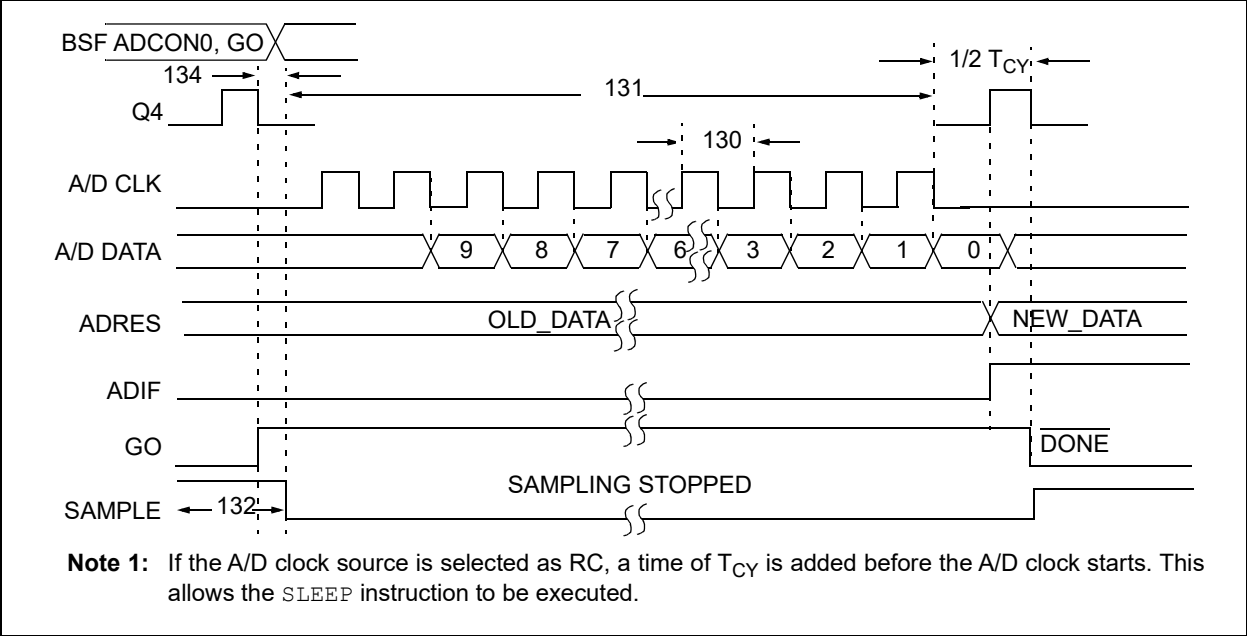 BSF ADCON0, GO
134
131
1/2 TCY
Q4
130
A/D CLK
A/D DATA
9 8 7 6 3 2 1 0
ADRES
OLD_DATA
NEW_DATA
ADIF
GO
DONE
SAMPLING STOPPED
SAMPLE
132
Note 1: If the A/D clock source is selected as RC, a time of TCY is added before the A/D clock starts. This
allows the SLEEP instruction to be executed.